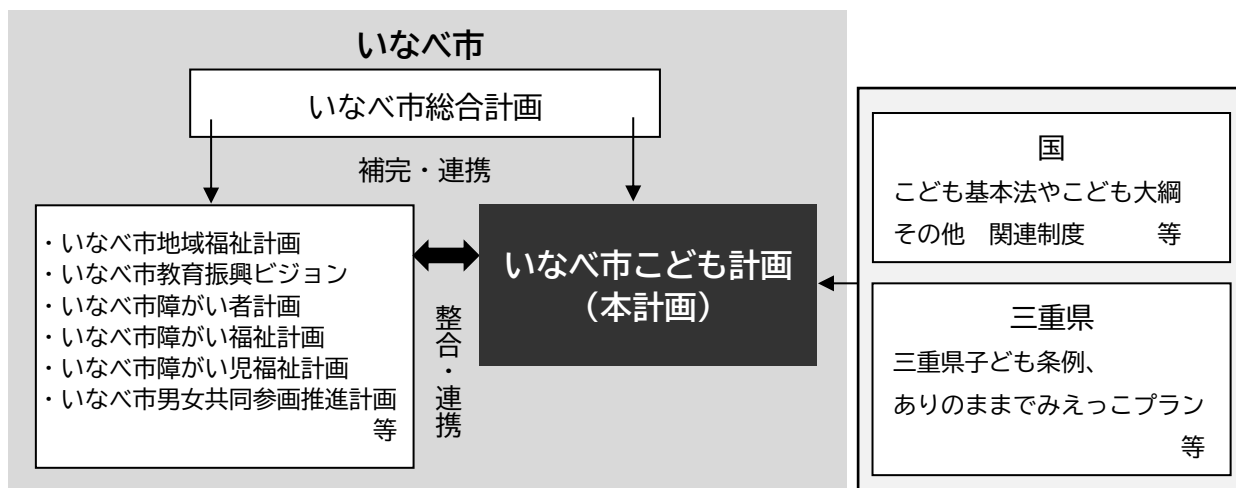 いなべ市
いなべ市総合計画
補完・連携
・いなべ市地域福祉計画
・いなべ市教育振興ビジョン
・いなべ市障がい者計画
・いなべ市障がい福祉計画
・いなべ市障がい児福祉計画
・いなべ市男女共同参画推進計画
等
整合・連携
いなべ市こども計画
（本計画）
国
こども基本法やこども大綱
その他　関連制度　　　等
三重県
三重県子ども条例、
ありのままでみえっこプラン
等